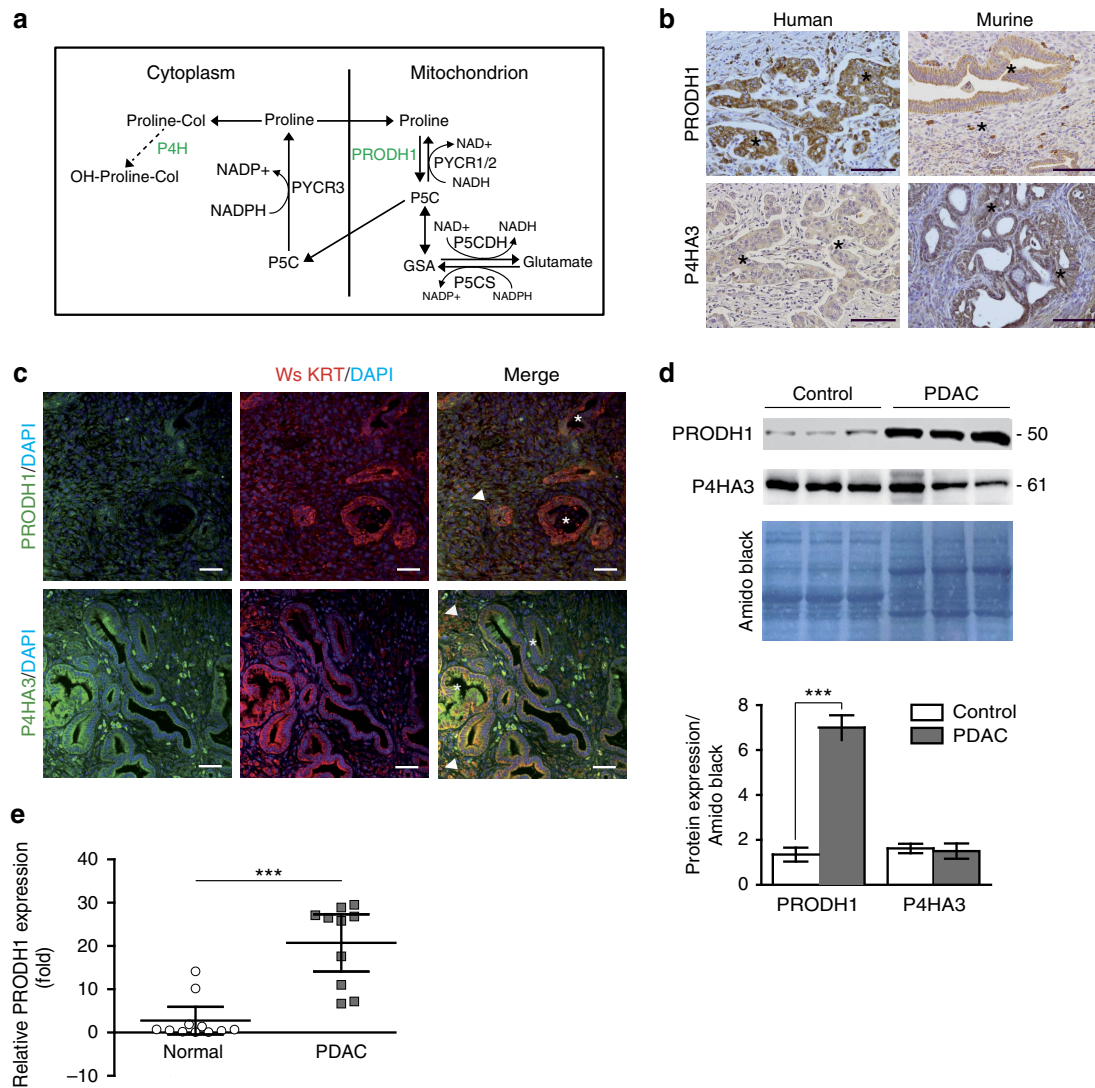 a
Cytoplasm
Mitochondrion
Proline-Col
Proline
Proline
P4H
OH-Proline-Col
NADP+
PYCR3
NADPH
P5C
PRODH1
NAD+
PYCR1/2
NADH
P5C
NAD+
NADH
P5CDH
GSA
Glutamate
P5CS
NADP+
NADPH
b
Human
Murine
PRODH1
*
*
*
*
P4HA3
*
*
*
*
c
Ws KRT/DAPI
Merge
PRODH1/DAPI
*
*
P4HA3/DAPI
*
*
d
Control
PDAC
PRODH1
- 50
P4HA3
- 61
Amido black
Protein expression/
Amido black
8
6
4
2
0
***
Control
PDAC
PRODH1
P4HA3
e
Relative PRODH1 expression
(fold)
40
30
20
10
0
–10
***
Normal
PDAC